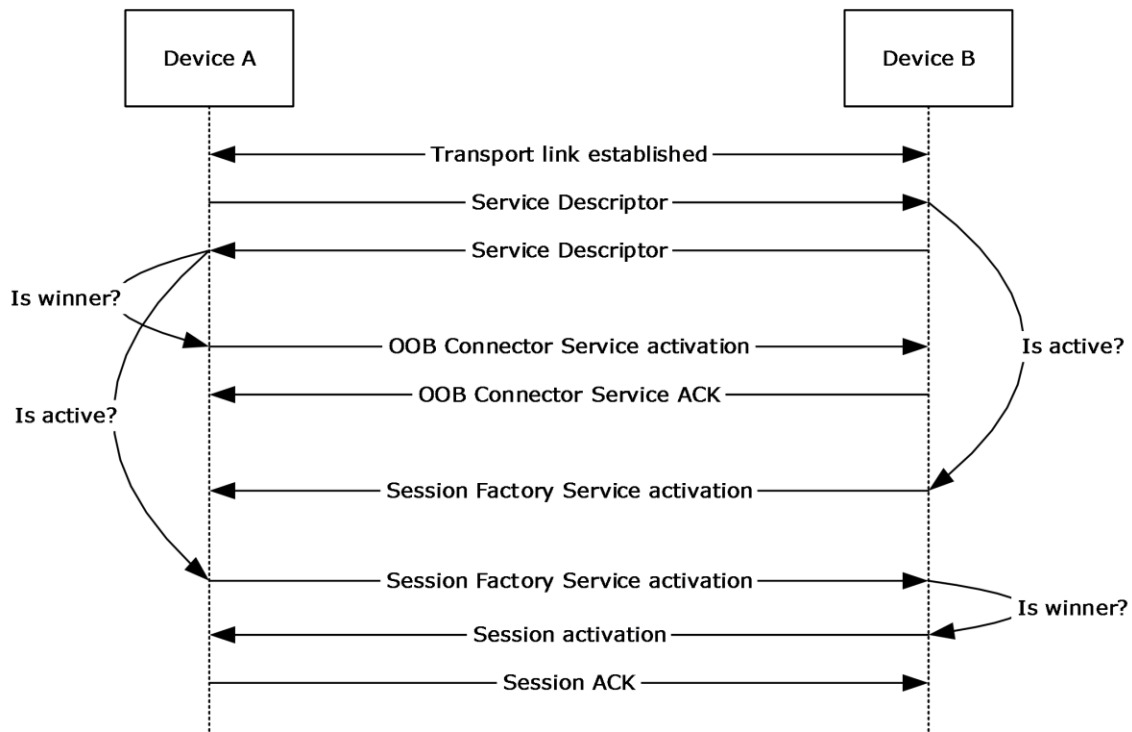 Device A
Device B
Transport link established
Service Descriptor
Service Descriptor
Is winner?
OOB Connector Service activation
Is active?
OOB Connector Service ACK
Is active?
Session Factory Service activation
Session Factory Service activation
Is winner?
Session activation
Session ACK